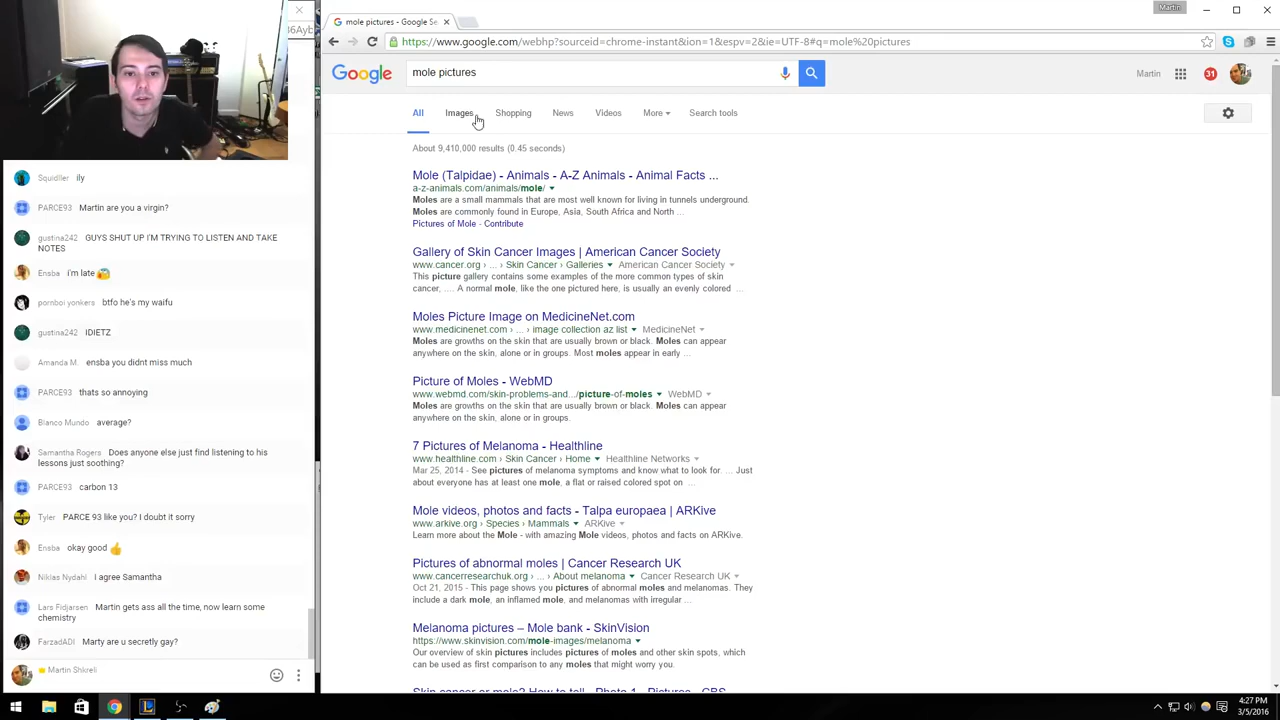 36Ayb
Squidller ily
PARCE93 Martin are you a virgin?
gustina242 GUYS SHUT UP I'M TRYING TO LISTEN AND TAKE
NOTES
Ensba i'm late 😱
pornboi yonkers btfo he's my waifu
gustina242 IDIETZ
Amanda M. ensba you didnt miss much
PARCE93 thats so annoying
Bianco Mundo average?
Samantha Rogers Does anyone else just find listening to his
lessons just soothing?
PARCE93 carbon 13
Tyler PARCE 93 like you? I doubt it sorry
Ensba okay good 👍
Niklas Nydahl I agree Samantha
Lars Fidjarsen Martin gets ass all the time, now learn some
chemistry
FarzadADI Marty are u secretly gay?
Martin Shkreli
Martin
mole pictures - Google Se
https://www.google.com/webhp?sourceid=chrome-instant&ion=1&espv=2&ie=UTF-8#q=mole%20pictures
Google mole pictures Martin 31
All Images Shopping News Videos More Search tools
About 9,410,000 results (0.45 seconds)
Mole (Talpidae) - Animals - A-Z Animals - Animal Facts ...
a-z-animals.com/animals/mole/
Moles are a small mammals that are most well known for living in tunnels underground.
Moles are commonly found in Europe, Asia, South Africa and North ...
Pictures of Mole - Contribute
Gallery of Skin Cancer Images | American Cancer Society
www.cancer.org › ... › Skin Cancer › Galleries American Cancer Society
This picture gallery contains some examples of the more common types of skin
cancer, .... A normal mole, like the one pictured here, is usually an evenly colored ...
Moles Picture Image on MedicineNet.com
www.medicinenet.com › ... › image collection az list MedicineNet
Moles are growths on the skin that are usually brown or black. Moles can appear
anywhere on the skin, alone or in groups. Most moles appear in early ...
Picture of Moles - WebMD
www.webmd.com/skin-problems-and.../picture-of-moles WebMD
Moles are growths on the skin that are usually brown or black. Moles can appear
anywhere on the skin, alone or in groups.
7 Pictures of Melanoma - Healthline
www.healthline.com › Skin Cancer › Home Healthline Networks
Mar 25, 2014 - See pictures of melanoma symptoms and know what to look for. ... Just
about everyone has at least one mole, a flat or raised colored spot on ...
Mole videos, photos and facts - Talpa europaea | ARKive
www.arkive.org › Species › Mammals ARKive
Learn more about the Mole - with amazing Mole videos, photos and facts on ARKive.
Pictures of abnormal moles | Cancer Research UK
www.cancerresearchuk.org › ... › About melanoma Cancer Research UK
Oct 21, 2015 - This page shows you pictures of abnormal moles and melanomas. They
include a dark mole, an inflamed mole, and melanomas with irregular ...
Melanoma pictures – Mole bank - SkinVision
https://www.skinvision.com/mole-images/melanoma
Our overview of skin pictures includes pictures of moles and other skin spots, which
can be used as first comparison to any moles that might worry you.
Skin cancer or mole? How to tell - Photo 1 - Pictures - CBS
4:27 PM
3/5/2016